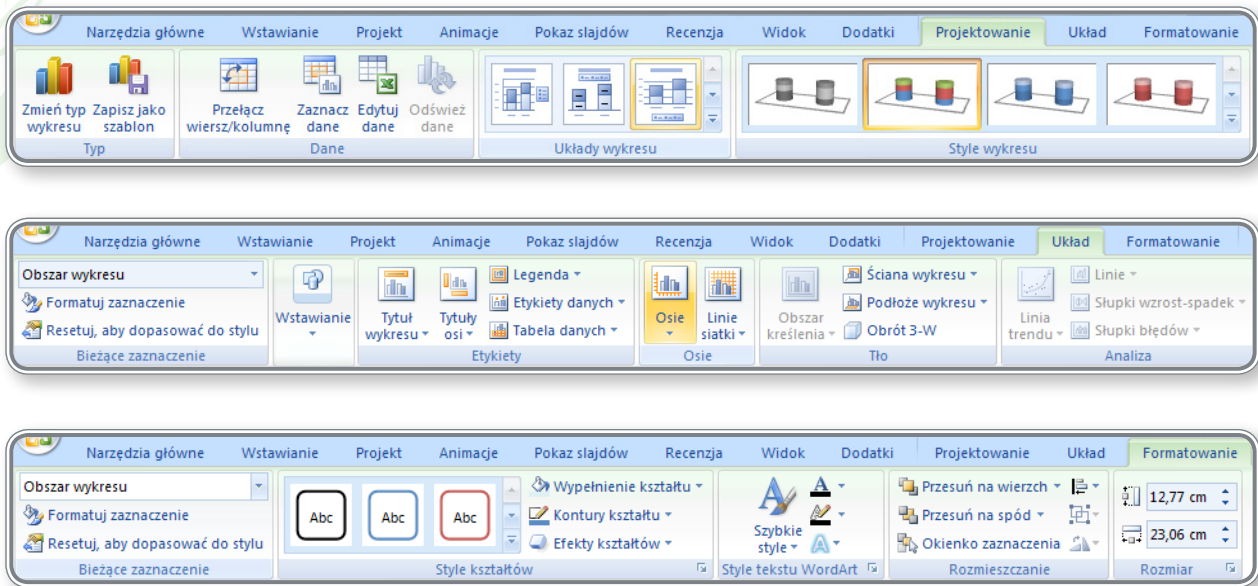 Narzędzia główne Wstawianie Projekt Animacje Pokaz slajdów Recenzja Widok Dodatki Projektowanie Układ Formatowanie
Zmień typ wykresu
Zapisz jako szablon
Typ
Przełącz wiersz/kolumnę
Zaznacz dane
Edytuj dane
Odśwież dane
Dane
Układy wykresu
Style wykresu
Narzędzia główne Wstawianie Projekt Animacje Pokaz slajdów Recenzja Widok Dodatki Projektowanie Układ Formatowanie
Obszar wykresu
Formatuj zaznaczenie
Resetuj, aby dopasować do stylu
Bieżące zaznaczenie
Wstawianie
Tytuł wykresu
Tytuły osi
Legenda
Etykiety danych
Tabela danych
Etykiety
Osie
Linie siatki
Osie
Obszar kreślenia
Ściana wykresu
Podłoże wykresu
Obrót 3-W
Tło
Linia trendu
Linie
Słupki wzrost-spadek
Słupki błędów
Analiza
Narzędzia główne Wstawianie Projekt Animacje Pokaz slajdów Recenzja Widok Dodatki Projektowanie Układ Formatowanie
Obszar wykresu
Formatuj zaznaczenie
Resetuj, aby dopasować do stylu
Bieżące zaznaczenie
Abc Abc Abc
Wypełnienie kształtu
Kontury kształtu
Efekty kształtów
Style kształtów
Szybkie style
A
A
A
Style tekstu WordArt
Przesuń na wierzch
Przesuń na spód
Okienko zaznaczenia
Rozmieszczanie
12,77 cm
23,06 cm
Rozmiar